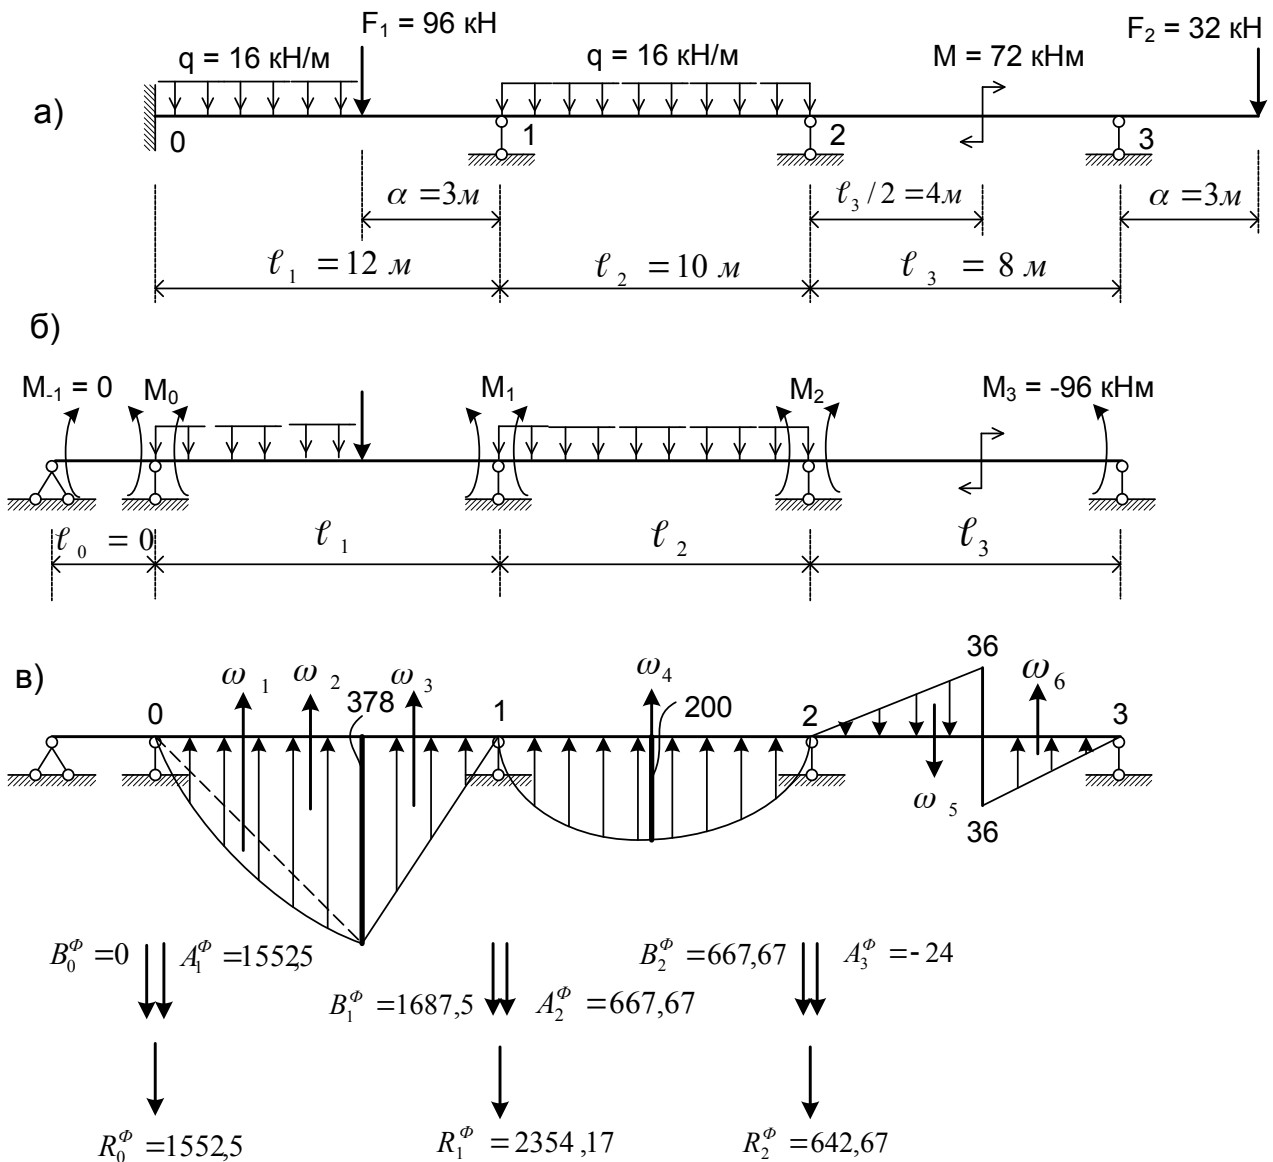 а)
q = 16 кН/м
F₁ = 96 кН
q = 16 кН/м
M = 72 кНм
F₂ = 32 кН
0
1
2
3
α = 3м
ℓ₃ / 2 = 4м
α = 3м
ℓ₁ = 12 м
ℓ₂ = 10 м
ℓ₃ = 8 м
б)
M₋₁ = 0
M₀
M₁
M₂
M₃ = -96 кНм
ℓ₀ = 0
ℓ₁
ℓ₂
ℓ₃
в)
ω₁
ω₂
ω₃
ω₄
36
ω₆
0
378
1
200
2
3
ω₅
36
B₀^Ф = 0
A₁^Ф = 1552,5
B₁^Ф = 1687,5
A₂^Ф = 667,67
B₂^Ф = 667,67
A₃^Ф = - 24
R₀^Ф = 1552,5
R₁^Ф = 2354,17
R₂^Ф = 642,67